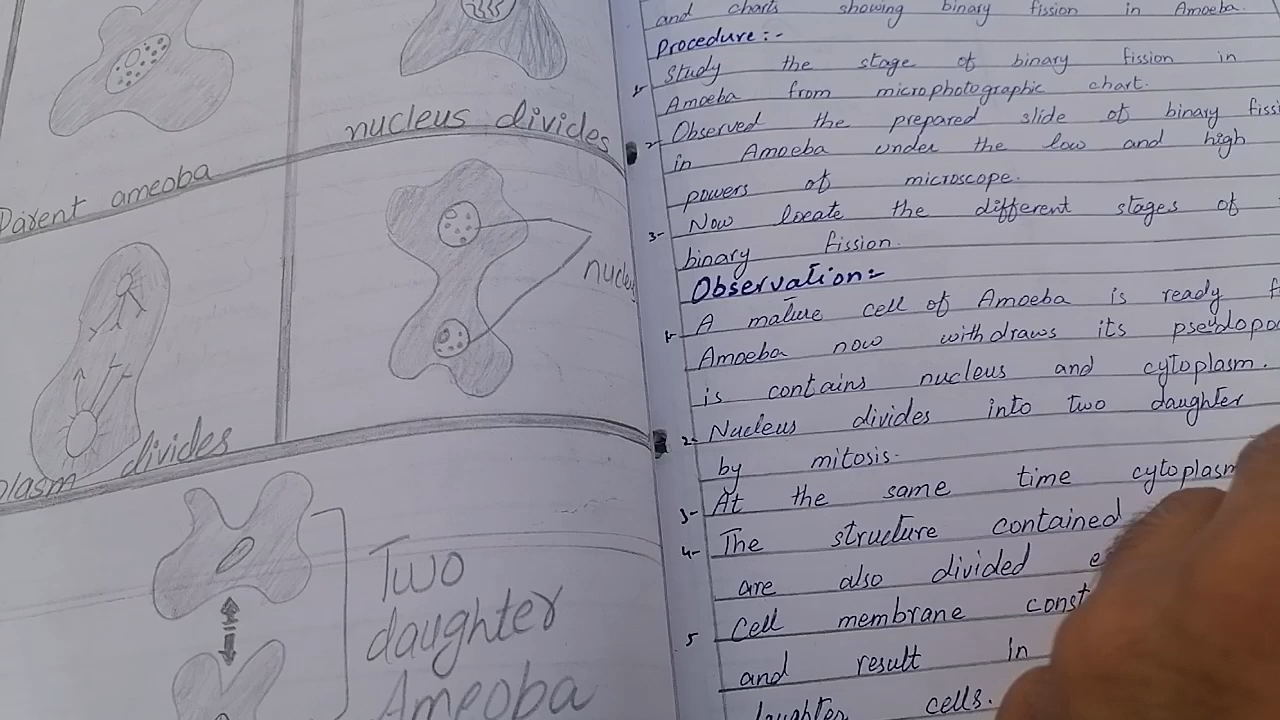 nucleus divides
Parent ameoba
divides
Two
daughter
Ameoba
and charts showing binary fission in Amoeba.
Procedure:-
1- Study the stage of binary fission in
Amoeba from microphotographic chart.
2- Observed the prepared slide of binary
in Amoeba under the low and high
powers of microscope.
3- Now locate the different stages of
binary fission.
Observation:-
1- A mature cell of Amoeba is ready
Amoeba now withdraws its
is contains nucleus and cytoplasm.
2- Nucleus divides into two daughter
by mitosis.
3- At the same time cytoplasm
4- The structure contained
are also divided
5 Cell membrane
and result in
daughter cells.